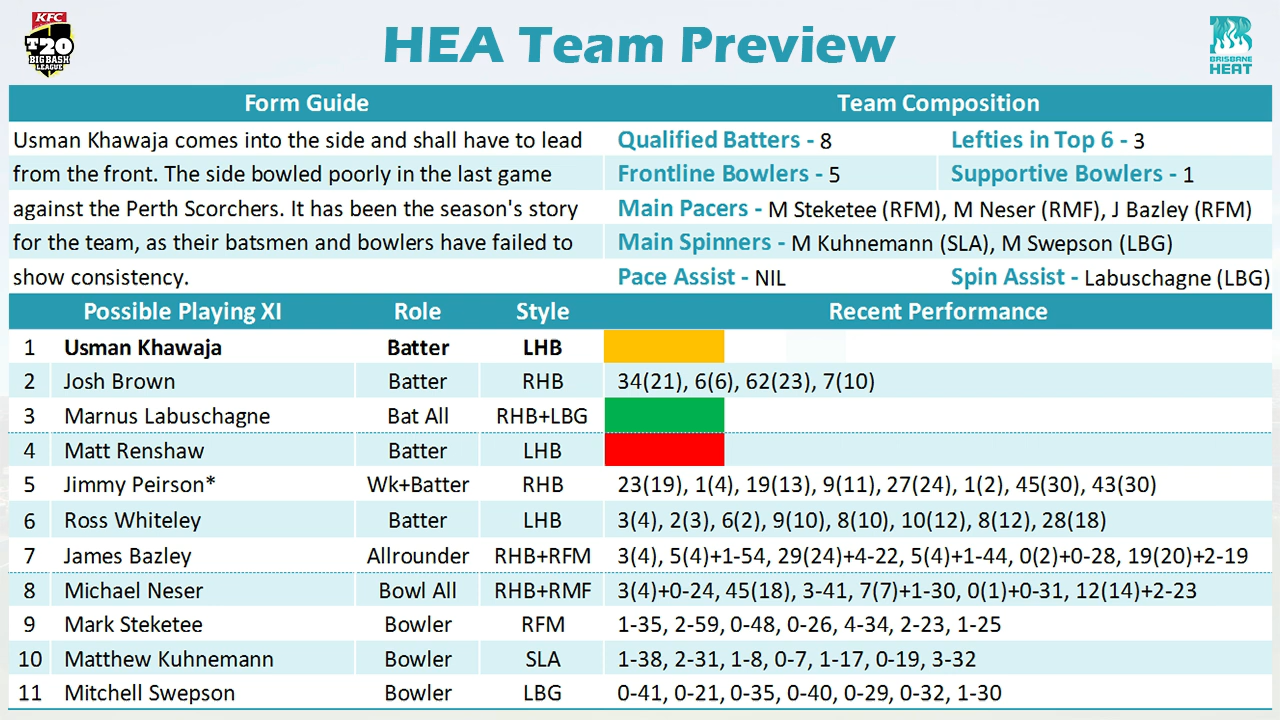 KFC
T20
BIG BASH
LEAGUE
HEA Team Preview
BRISBANE
HEAT
Form Guide
Team Composition
Usman Khawaja comes into the side and shall have to lead
from the front. The side bowled poorly in the last game
against the Perth Scorchers. It has been the season's story
for the team, as their batsmen and bowlers have failed to
show consistency.
Qualified Batters - 8 Lefties in Top 6 - 3
Frontline Bowlers - 5 Supportive Bowlers - 1
Main Pacers - M Steketee (RFM), M Neser (RMF), J Bazley (RFM)
Main Spinners - M Kuhnemann (SLA), M Swepson (LBG)
Pace Assist - NIL Spin Assist - Labuschagne (LBG)
Possible Playing XI Role Style Recent Performance
1 Usman Khawaja Batter LHB
2 Josh Brown Batter RHB 34(21), 6(6), 62(23), 7(10)
3 Marnus Labuschagne Bat All RHB+LBG
4 Matt Renshaw Batter LHB
5 Jimmy Peirson* Wk+Batter RHB 23(19), 1(4), 19(13), 9(11), 27(24), 1(2), 45(30), 43(30)
6 Ross Whiteley Batter LHB 3(4), 2(3), 6(2), 9(10), 8(10), 10(12), 8(12), 28(18)
7 James Bazley Allrounder RHB+RFM 3(4), 5(4)+1-54, 29(24)+4-22, 5(4)+1-44, 0(2)+0-28, 19(20)+2-19
8 Michael Neser Bowl All RHB+RMF 3(4)+0-24, 45(18), 3-41, 7(7)+1-30, 0(1)+0-31, 12(14)+2-23
9 Mark Steketee Bowler RFM 1-35, 2-59, 0-48, 0-26, 4-34, 2-23, 1-25
10 Matthew Kuhnemann Bowler SLA 1-38, 2-31, 1-8, 0-7, 1-17, 0-19, 3-32
11 Mitchell Swepson Bowler LBG 0-41, 0-21, 0-35, 0-40, 0-29, 0-32, 1-30